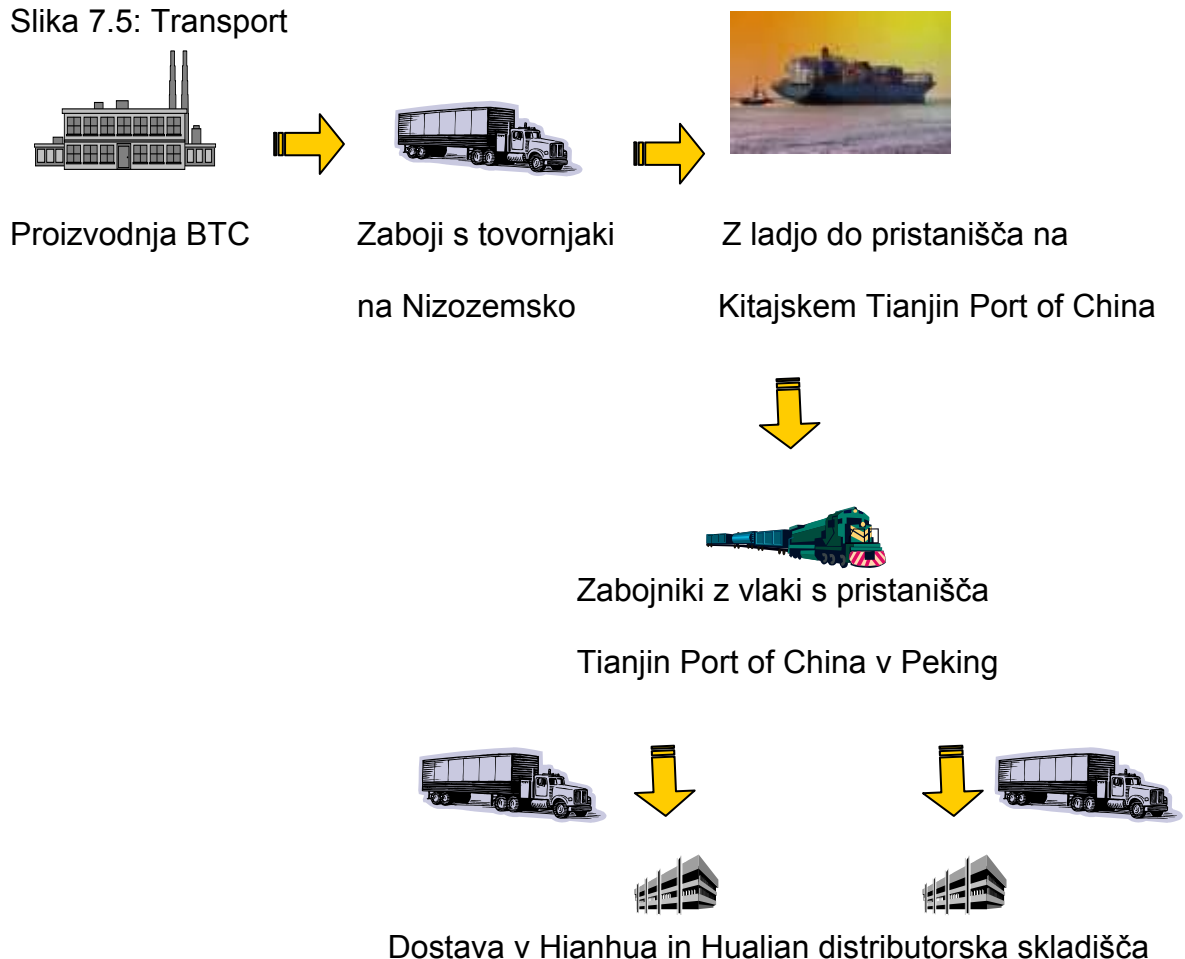 Slika 7.5: Transport
Proizvodnja BTC
Zaboji s tovornjaki
na Nizozemsko
Z ladjo do pristanišča na
Kitajskem Tianjin Port of China
Zabojniki z vlaki s pristanišča
Tianjin Port of China v Peking
Dostava v Hianhua in Hualian distributorska skladišča